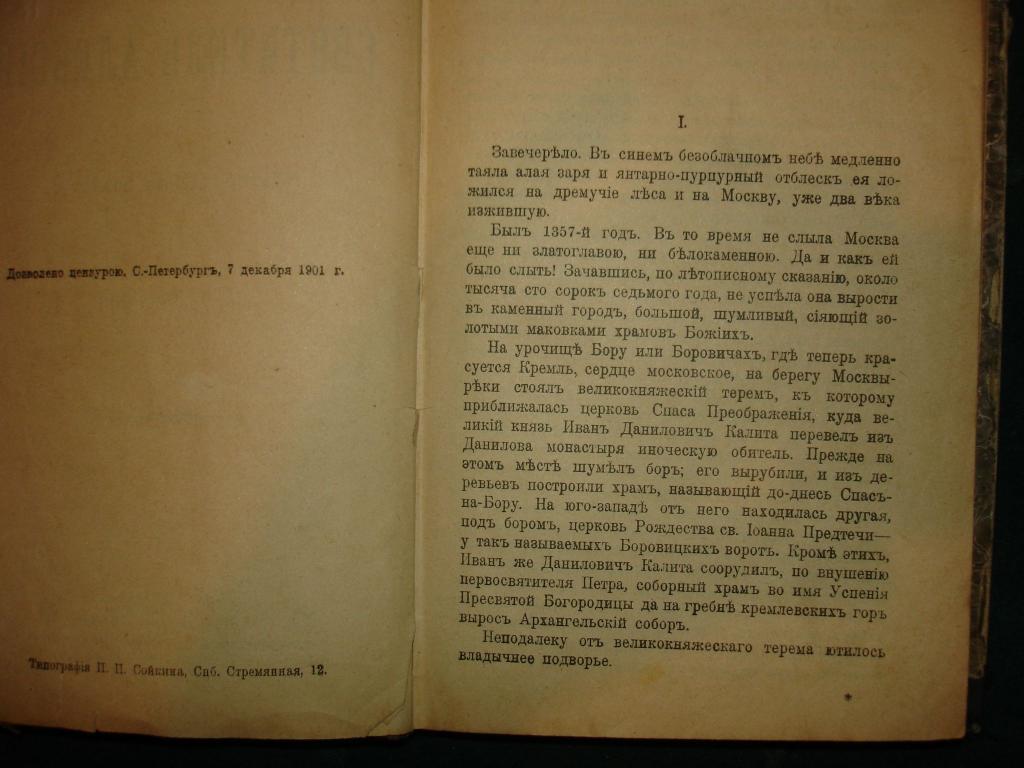 Дозволено цензурою. С.-Петербургъ, 7 декабря 1901 г.
Типографія П. П. Сойкина, Спб. Стремянная, 12.
I.
Завечерѣло. Въ синемъ безоблачномъ небѣ медленно
таяла алая заря и янтарно-пурпурный отблескъ ея ло-
жился на дремучіе лѣса и на Москву, уже два вѣка
изжившую.
Былъ 1357-й годъ. Въ то время не слыла Москва
еще ни златоглавою, ни бѣлокаменною. Да и какъ ей
было слыть! Зачавшись, по лѣтописному сказанію, около
тысяча сто сорокъ седьмого года, не успѣла она вырости
въ каменный городъ, большой, шумливый, сіяющій зо-
лотыми маковками храмовъ Божіихъ.
На урочищѣ Бору или Боровичахъ, гдѣ теперь кра-
суется Кремль, сердце московское, на берегу Москвы-
рѣки стоялъ великокняжескій теремъ, къ которому
приближалась церковь Спаса Преображенія, куда ве-
ликій князь Иванъ Даниловичъ Калита перевелъ изъ
Данилова монастыря иноческую обитель. Прежде на
этомъ мѣстѣ шумѣлъ боръ; его вырубили, и изъ де-
ревьевъ построили храмъ, называющій до-днесь Спасъ-
на-Бору. На юго-западѣ отъ него находилась другая,
подъ боромъ, церковь Рождества св. Іоанна Предтечи—
у такъ называемыхъ Боровицкихъ воротъ. Кромѣ этихъ,
Иванъ же Даниловичъ Калита соорудилъ, по внушенію
первосвятителя Петра, соборный храмъ во имя Успенія
Пресвятой Богородицы да на гребнѣ кремлевскихъ горъ
выросъ Архангельскій соборъ.
Неподалеку отъ великокняжескаго терема ютилось
владычнее подворье.
*